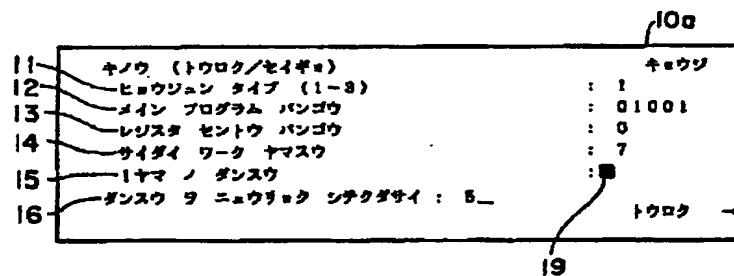 10a
キノウ (トウロク/セイギョ) キョウジ
11 ヒョウジュン タイプ (1-3) : 1
12 メイン プログラム バンゴウ : 01001
13 レジスタ セントウ バンゴウ : 0
14 サイダイ ワーク ヤマスウ : 7
15 1ヤマ ノ ダンスウ :
16 ダンスウ ヲ ニュウリョク シテクダサイ : 5_
トウロク
19